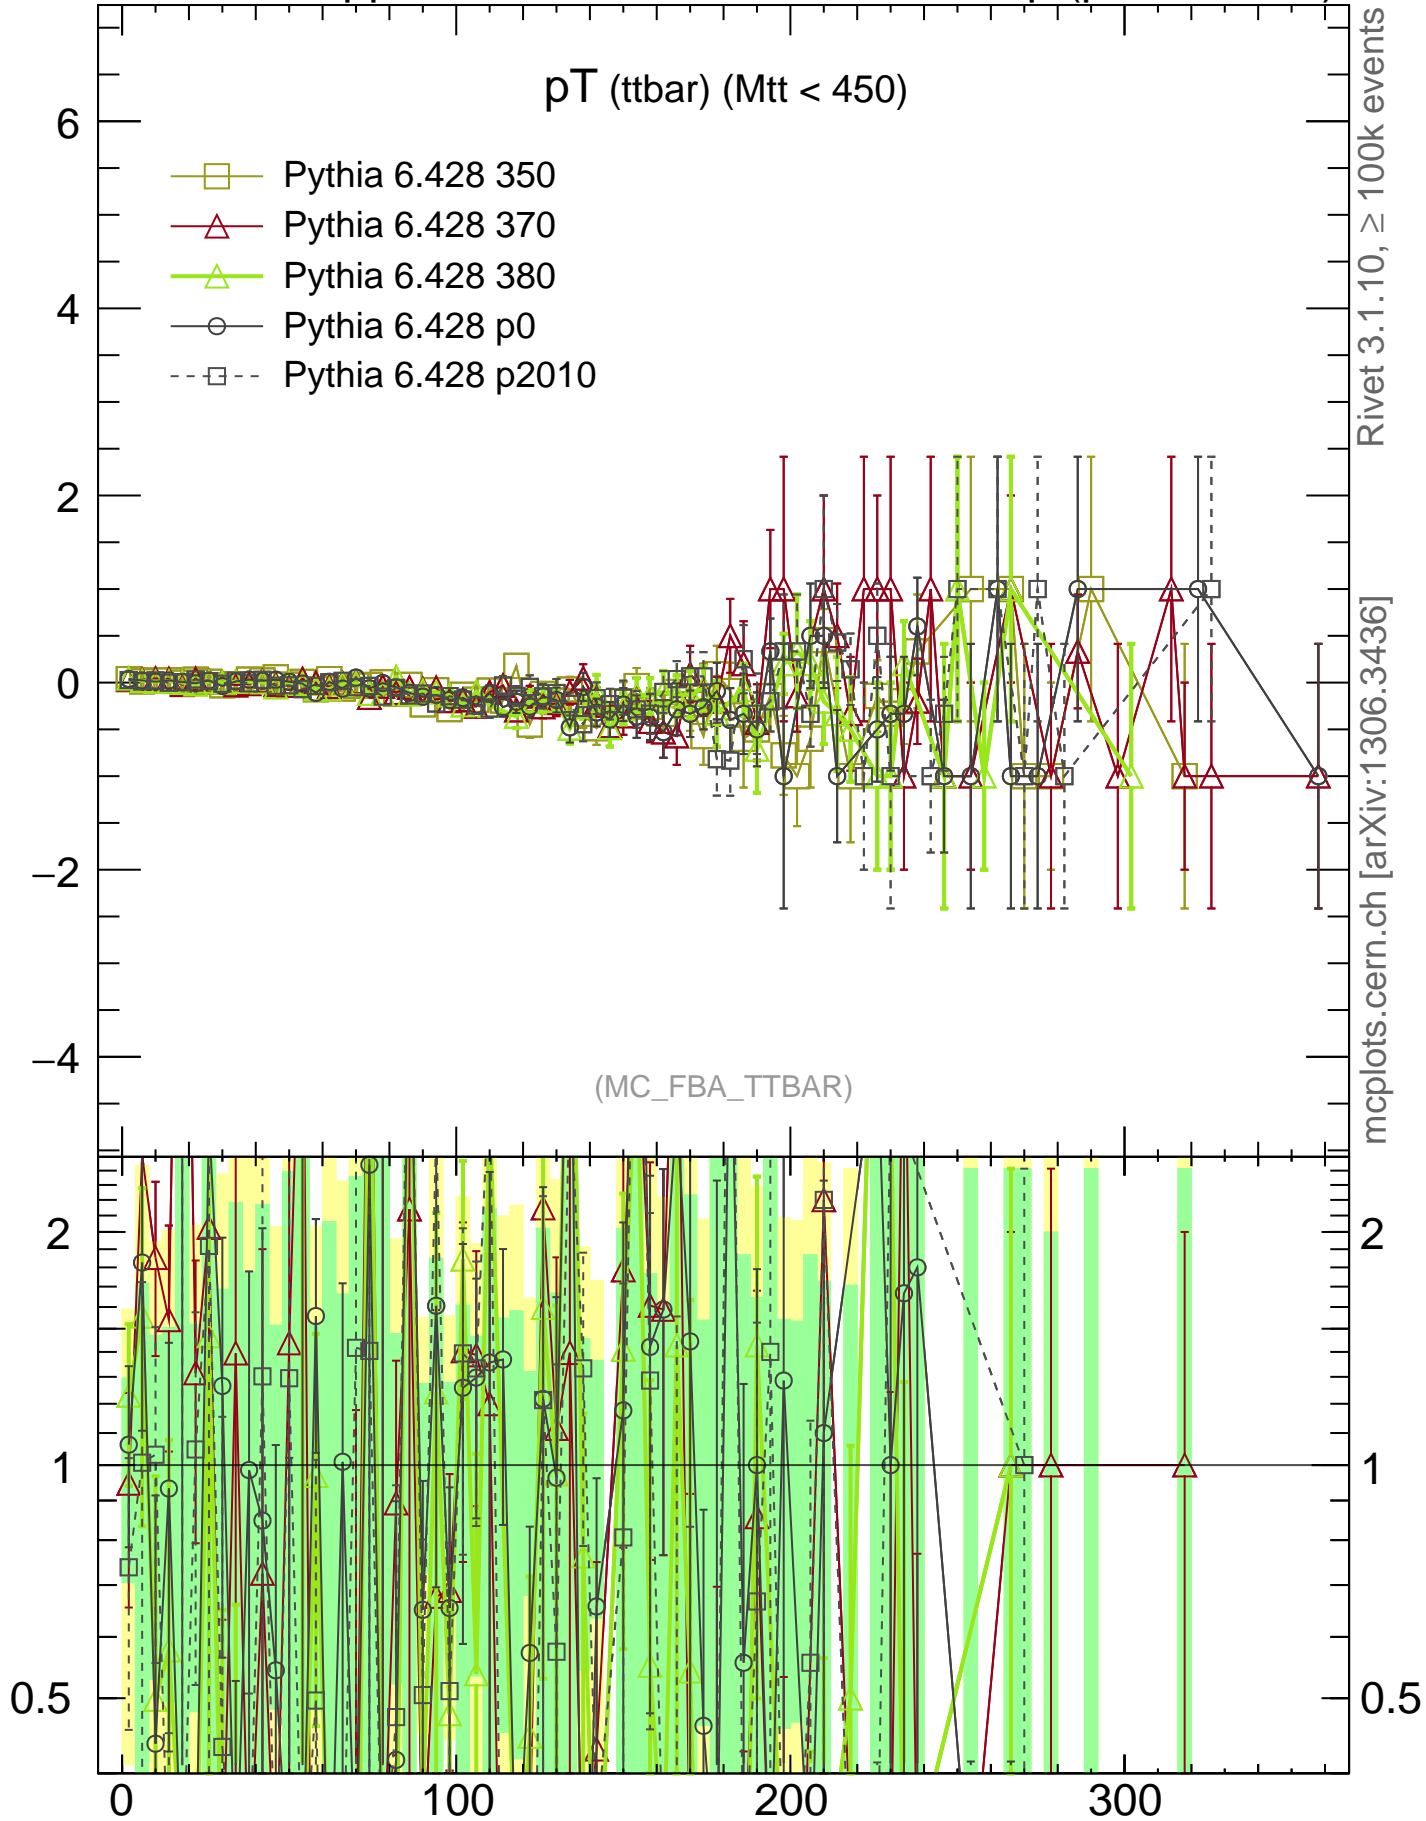 pT (ttbar) (Mtt < 450)
6
4
2
0
−2
−4
Pythia 6.428 350
Pythia 6.428 370
Pythia 6.428 380
Pythia 6.428 p0
Pythia 6.428 p2010
(MC_FBA_TTBAR)
Rivet 3.1.10, ≥ 100k events
mcplots.cern.ch [arXiv:1306.3436]
2
1
0.5
2
1
0.5
0
100
200
300